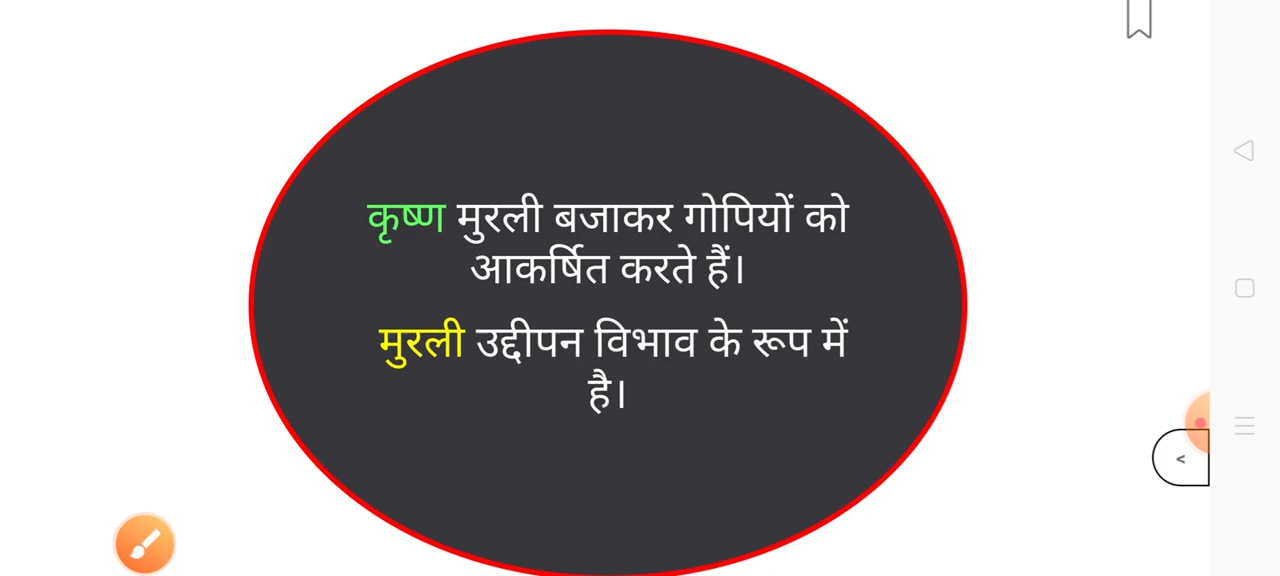 कृष्ण मुरली बजाकर गोपियों को
आकर्षित करते हैं।
मुरली उद्दीपन विभाव के रूप में
है।
<